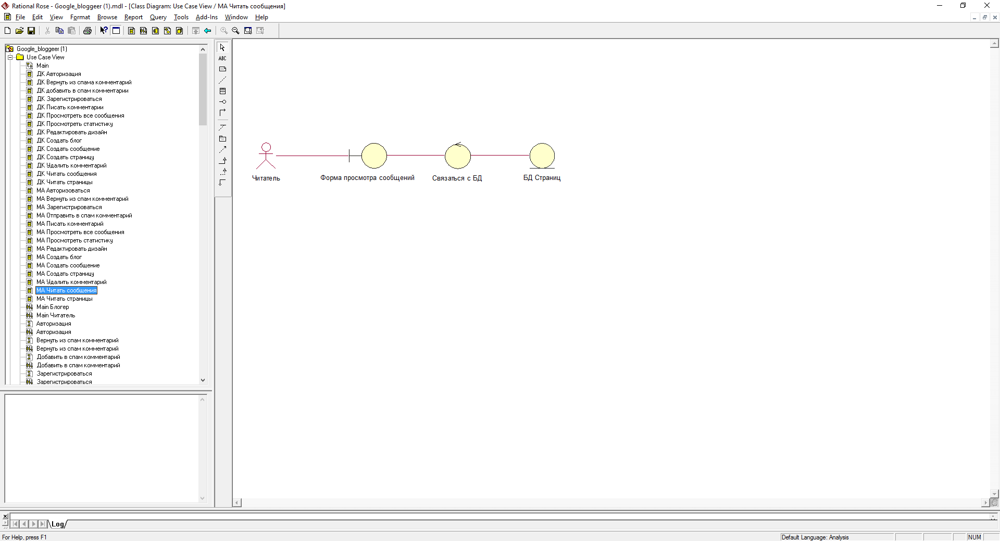 Rational Rose - Google_bloggeer (1).mdl - [Class Diagram: Use Case View / МА Читать сообщения]
File Edit View Format Browse Report Query Tools Add-Ins Window Help
Google_bloggeer (1)
Use Case View
Main
ДК Авторизация
ДК Вернуть из спама комментарий
ДК добавить в спам комментарии
ДК Зарегистрироваться
ДК Писать комментарии
ДК Просмотреть все сообщения
ДК Просмотреть статистику
ДК Редактировать дизайн
ДК Создать блог
ДК Создать сообщение
ДК Создать страницу
ДК Удалить комментарий
ДК Читать сообщения
ДК Читать страницы
МА Авторизоваться
МА Вернуть из спам комментарий
МА Зарегистрироваться
МА Отправить в спам комментарий
МА Писать комментарий
МА Просмотреть все сообщения
МА Просмотреть статистику
МА Редактировать дизайн
МА Создать блог
МА Создать сообщение
МА Создать страницу
МА Удалить комментарий
МА Читать сообщения
МА Читать страницы
Main Блогер
Main Читатель
Авторизация
Авторизация
Вернуть из спам комментарий
Вернуть из спам комментарий
Добавить в спам комментарий
Добавить в спам комментарий
Зарегистрироваться
Зарегистрироваться
ABC
Читатель Форма просмотра сообщений Связаться с БД БД Страниц
Log
For Help, press F1 Default Language: Analysis NUM